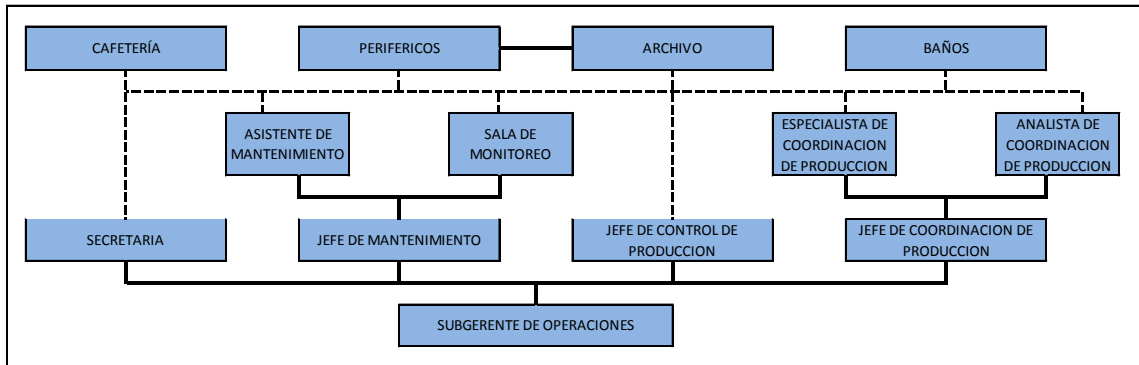 CAFETERÍA
PERIFERICOS
ARCHIVO
BAÑOS
ASISTENTE DE
MANTENIMIENTO
SALA DE
MONITOREO
ESPECIALISTA DE
COORDINACION
DE PRODUCCION
ANALISTA DE
COORDINACION
DE PRODUCCION
SECRETARIA
JEFE DE MANTENIMIENTO
JEFE DE CONTROL DE
PRODUCCION
JEFE DE COORDINACION DE
PRODUCCION
SUBGERENTE DE OPERACIONES